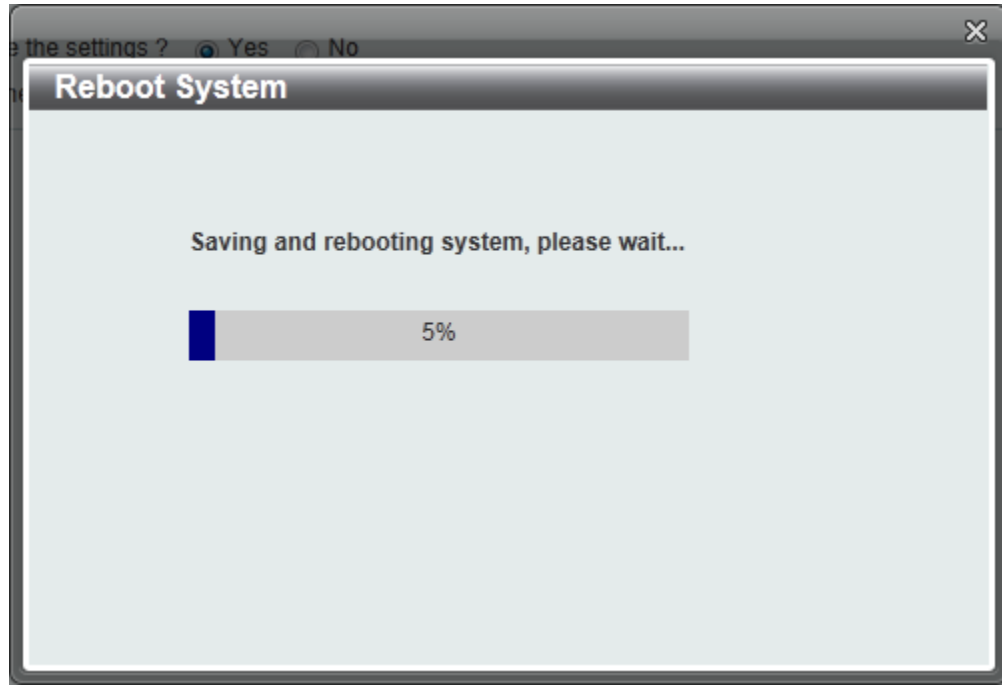 e the settings ? Yes No
Reboot System
Saving and rebooting system, please wait...
5%